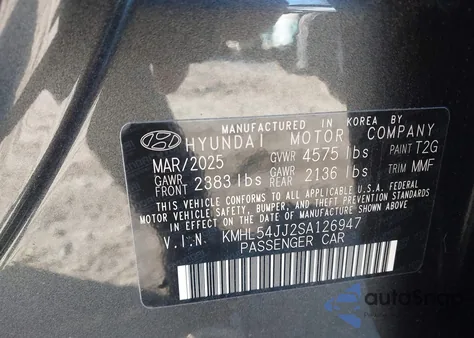 MANUFACTURED IN KOREA BY
HYUNDAI MOTOR COMPANY
MAR/2025 GVWR 4575 lbs PAINT T2G
GAWR FRONT 2383 lbs GAWR REAR 2136 lbs TRIM MMF
THIS VEHICLE CONFORMS TO ALL APPLICABLE U.S.A. FEDERAL
MOTOR VEHICLE SAFETY, BUMPER, AND THEFT PREVENTION STANDARDS
IN EFFECT ON THE DATE OF MANUFACTURE SHOWN ABOVE.
V.I.N. KMHL54JJ2SA126947
PASSENGER CAR